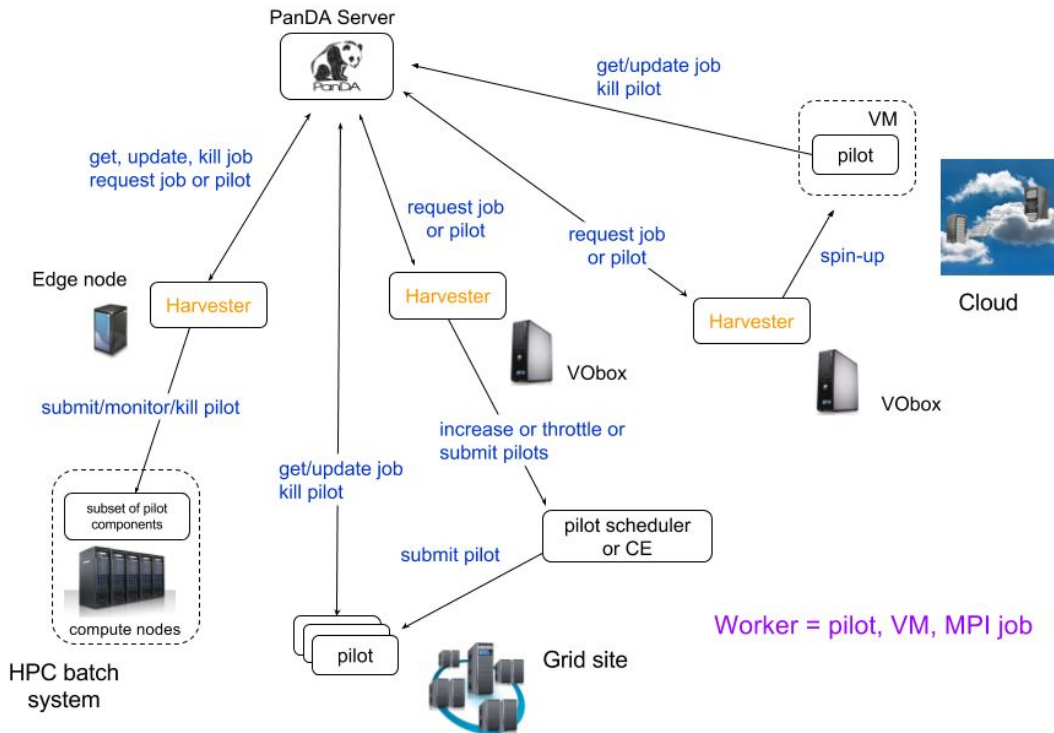 PanDA Server
PanDA
get/update job
kill pilot
VM
pilot
get, update, kill job
request job or pilot
request job
or pilot
request job
or pilot
spin-up
Edge node
Harvester
Harvester
Harvester
Cloud
VObox
VObox
submit/monitor/kill pilot
increase or throttle or
submit pilots
get/update job
kill pilot
subset of pilot
components
pilot scheduler
or CE
submit pilot
compute nodes
pilot
Grid site
Worker = pilot, VM, MPI job
HPC batch
system